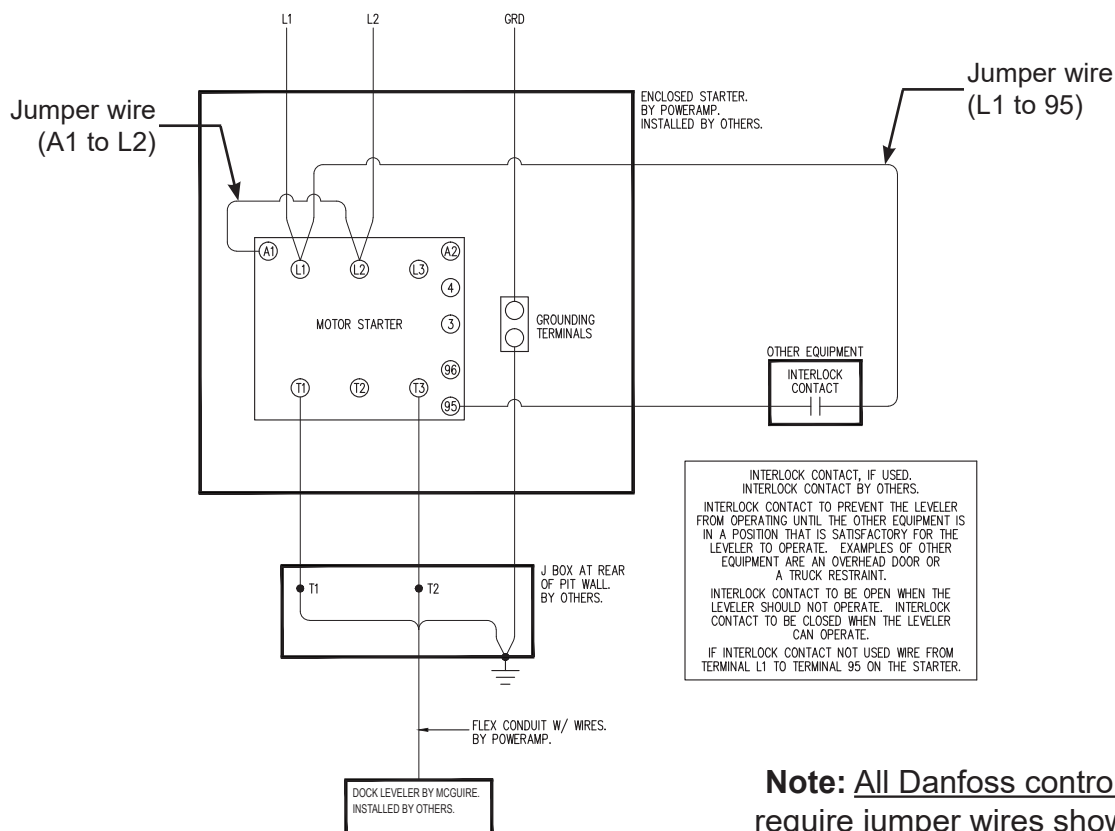 L1
L2
GRD
Jumper wire
(A1 to L2)
ENCLOSED STARTER.
BY POWERAMP.
INSTALLED BY OTHERS.
Jumper wire
(L1 to 95)
A1
L1
L2
L3
A2
4
3
96
95
MOTOR STARTER
T1
T2
T3
GROUNDING
TERMINALS
OTHER EQUIPMENT
INTERLOCK
CONTACT
INTERLOCK CONTACT, IF USED.
INTERLOCK CONTACT BY OTHERS.
INTERLOCK CONTACT TO PREVENT THE LEVELER
FROM OPERATING UNTIL THE OTHER EQUIPMENT IS
IN A POSITION THAT IS SATISFACTORY FOR THE
LEVELER TO OPERATE. EXAMPLES OF OTHER
EQUIPMENT ARE AN OVERHEAD DOOR OR
A TRUCK RESTRAINT.
INTERLOCK CONTACT TO BE OPEN WHEN THE
LEVELER SHOULD NOT OPERATE. INTERLOCK
CONTACT TO BE CLOSED WHEN THE LEVELER
CAN OPERATE.
IF INTERLOCK CONTACT NOT USED WIRE FROM
TERMINAL L1 TO TERMINAL 95 ON THE STARTER.
T1
T2
J BOX AT REAR
OF PIT WALL.
BY OTHERS.
FLEX CONDUIT W/ WIRES.
BY POWERAMP.
DOCK LEVELER BY MCGUIRE.
INSTALLED BY OTHERS.
Note: All Danfoss
require jumper wires